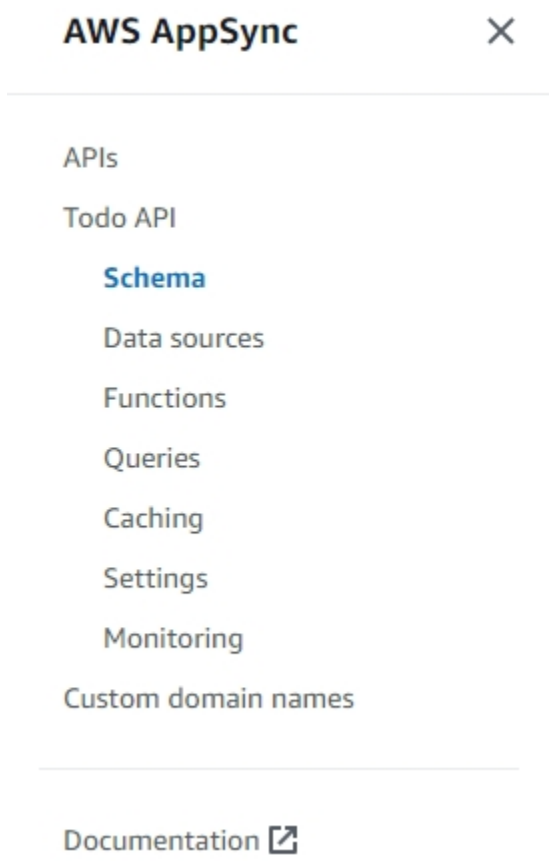 AWS AppSync
APIs
Todo API
Schema
Data sources
Functions
Queries
Caching
Settings
Monitoring
Custom domain names
Documentation